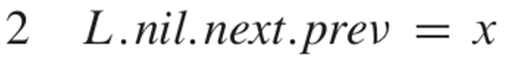 2 L.nil.next.prev = x